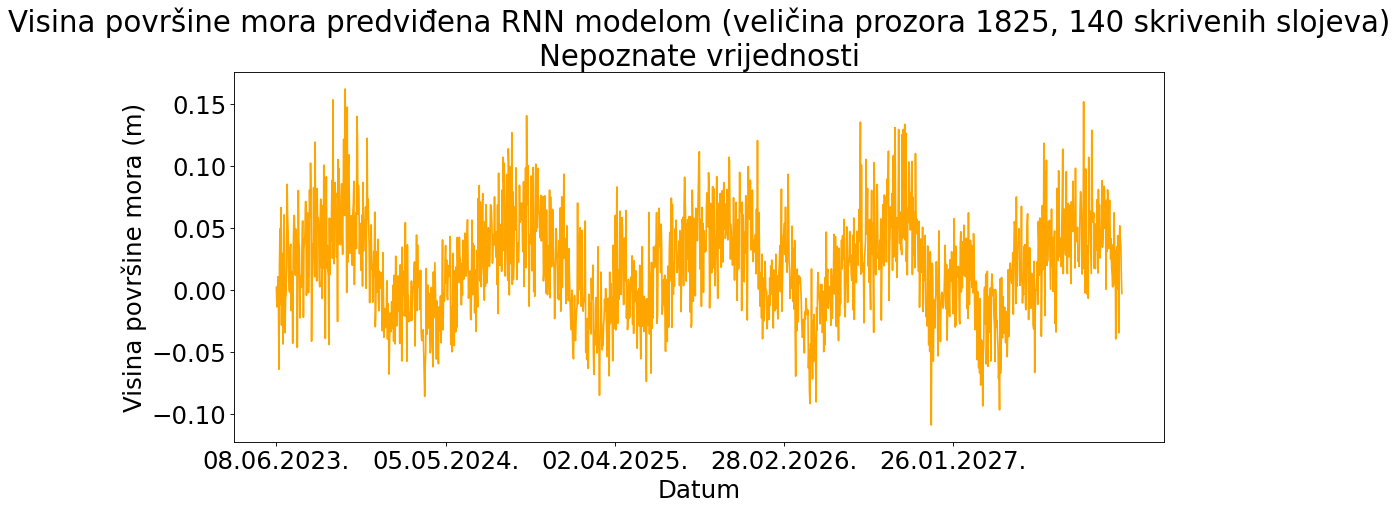 Visina površine mora predviđena RNN modelom (veličina prozora 1825, 140 skrivenih slojeva)
Nepoznate vrijednosti
Visina površine mora (m)
0.15
0.10
0.05
0.00
−0.05
−0.10
08.06.2023. 05.05.2024. 02.04.2025. 28.02.2026. 26.01.2027.
Datum